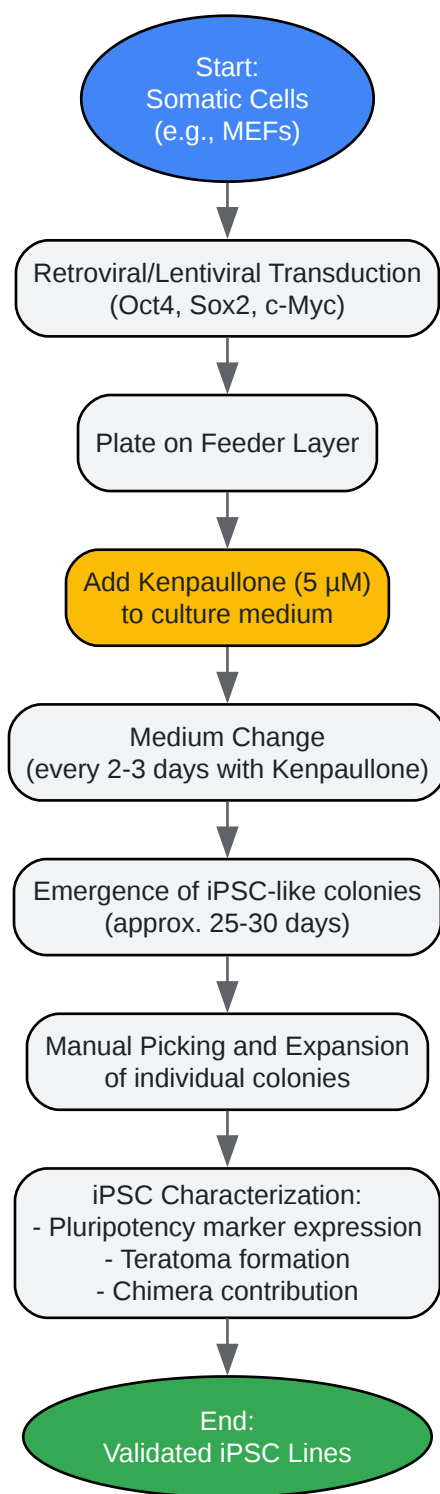 Start:
Somatic Cells
(e.g., MEFs)
Retroviral/Lentiviral Transduction
(Oct4, Sox2, c-Myc)
Plate on Feeder Layer
Add Kenpaullone (5 µM)
to culture medium
Medium Change
(every 2-3 days with Kenpaullone)
Emergence of iPSC-like colonies
(approx. 25-30 days)
Manual Picking and Expansion
of individual colonies
iPSC Characterization:
- Pluripotency marker expression
- Teratoma formation
- Chimera contribution
End:
Validated iPSC Lines